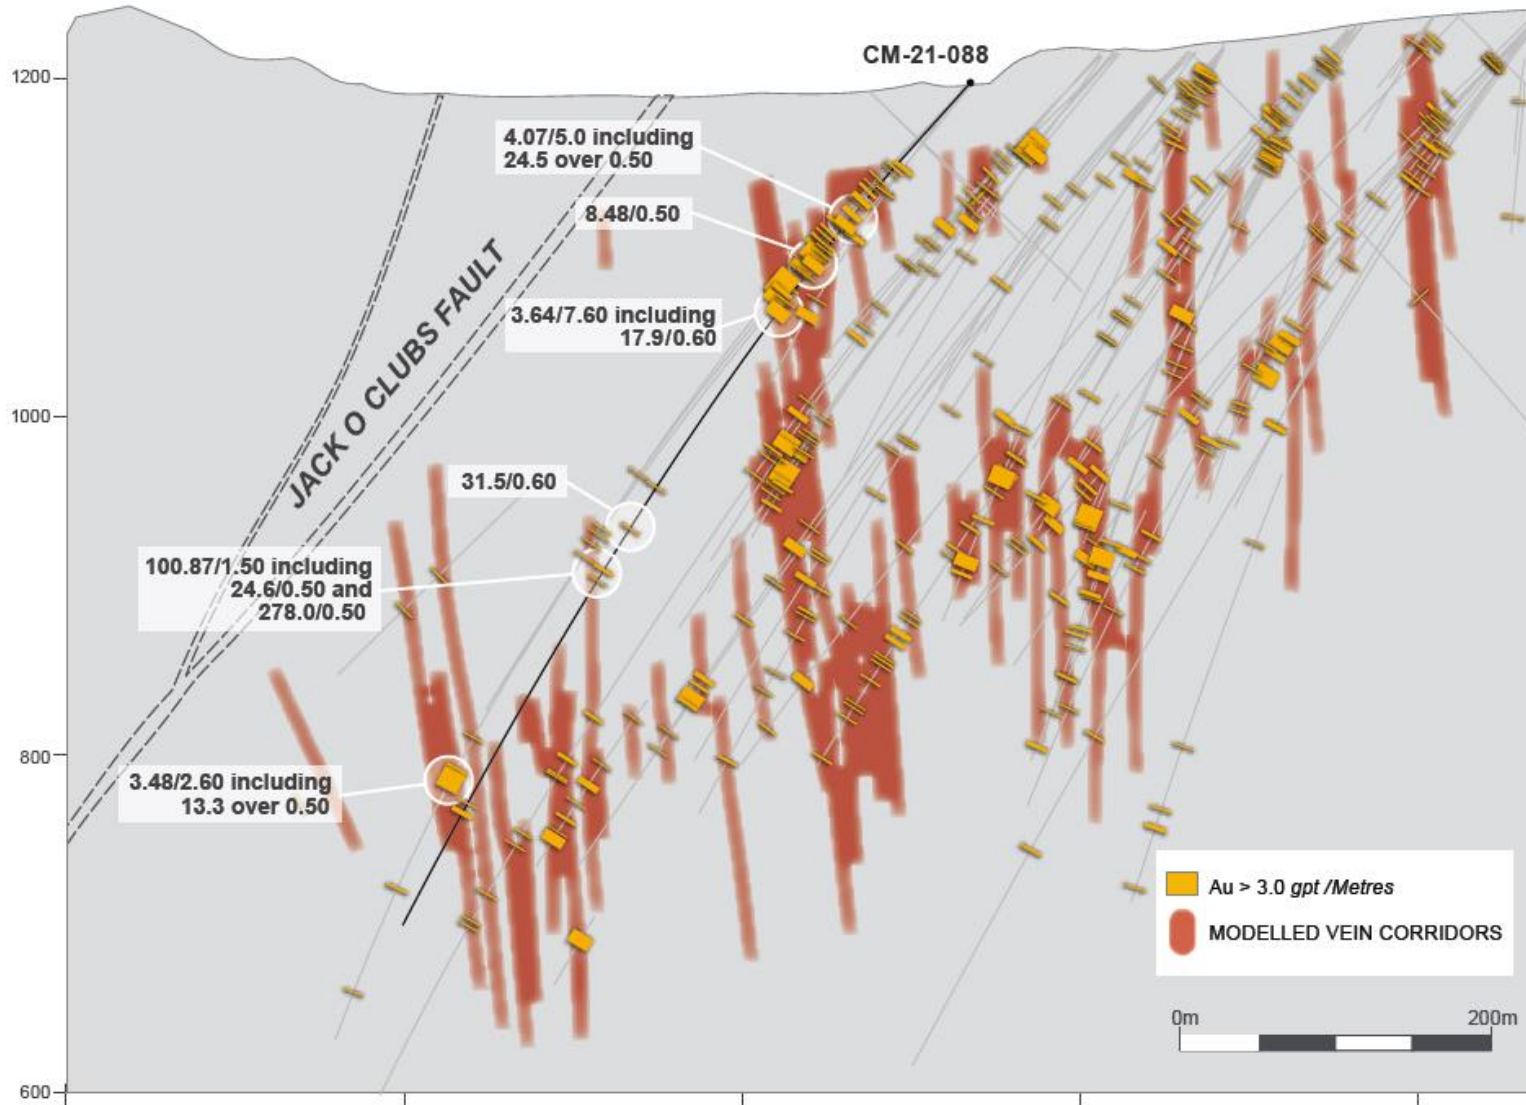 CM-21-088
1200
4.07/5.0 including
24.5 over 0.50
8.48/0.50
JACK O CLUBS FAULT
3.64/7.60 including
17.9/0.60
1000
31.5/0.60
100.87/1.50 including
24.6/0.50 and
278.0/0.50
800
3.48/2.60 including
13.3 over 0.50
Au > 3.0 gpt /Metres
MODELLED VEIN CORRIDORS
0m 200m
600